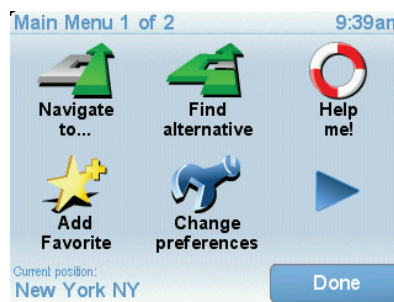 Main Menu 1 of 2 9:39am
Navigate
to...
Find
alternative
Help
me!
Add
Favorite
Change
preferences
Current position:
New York NY
Done